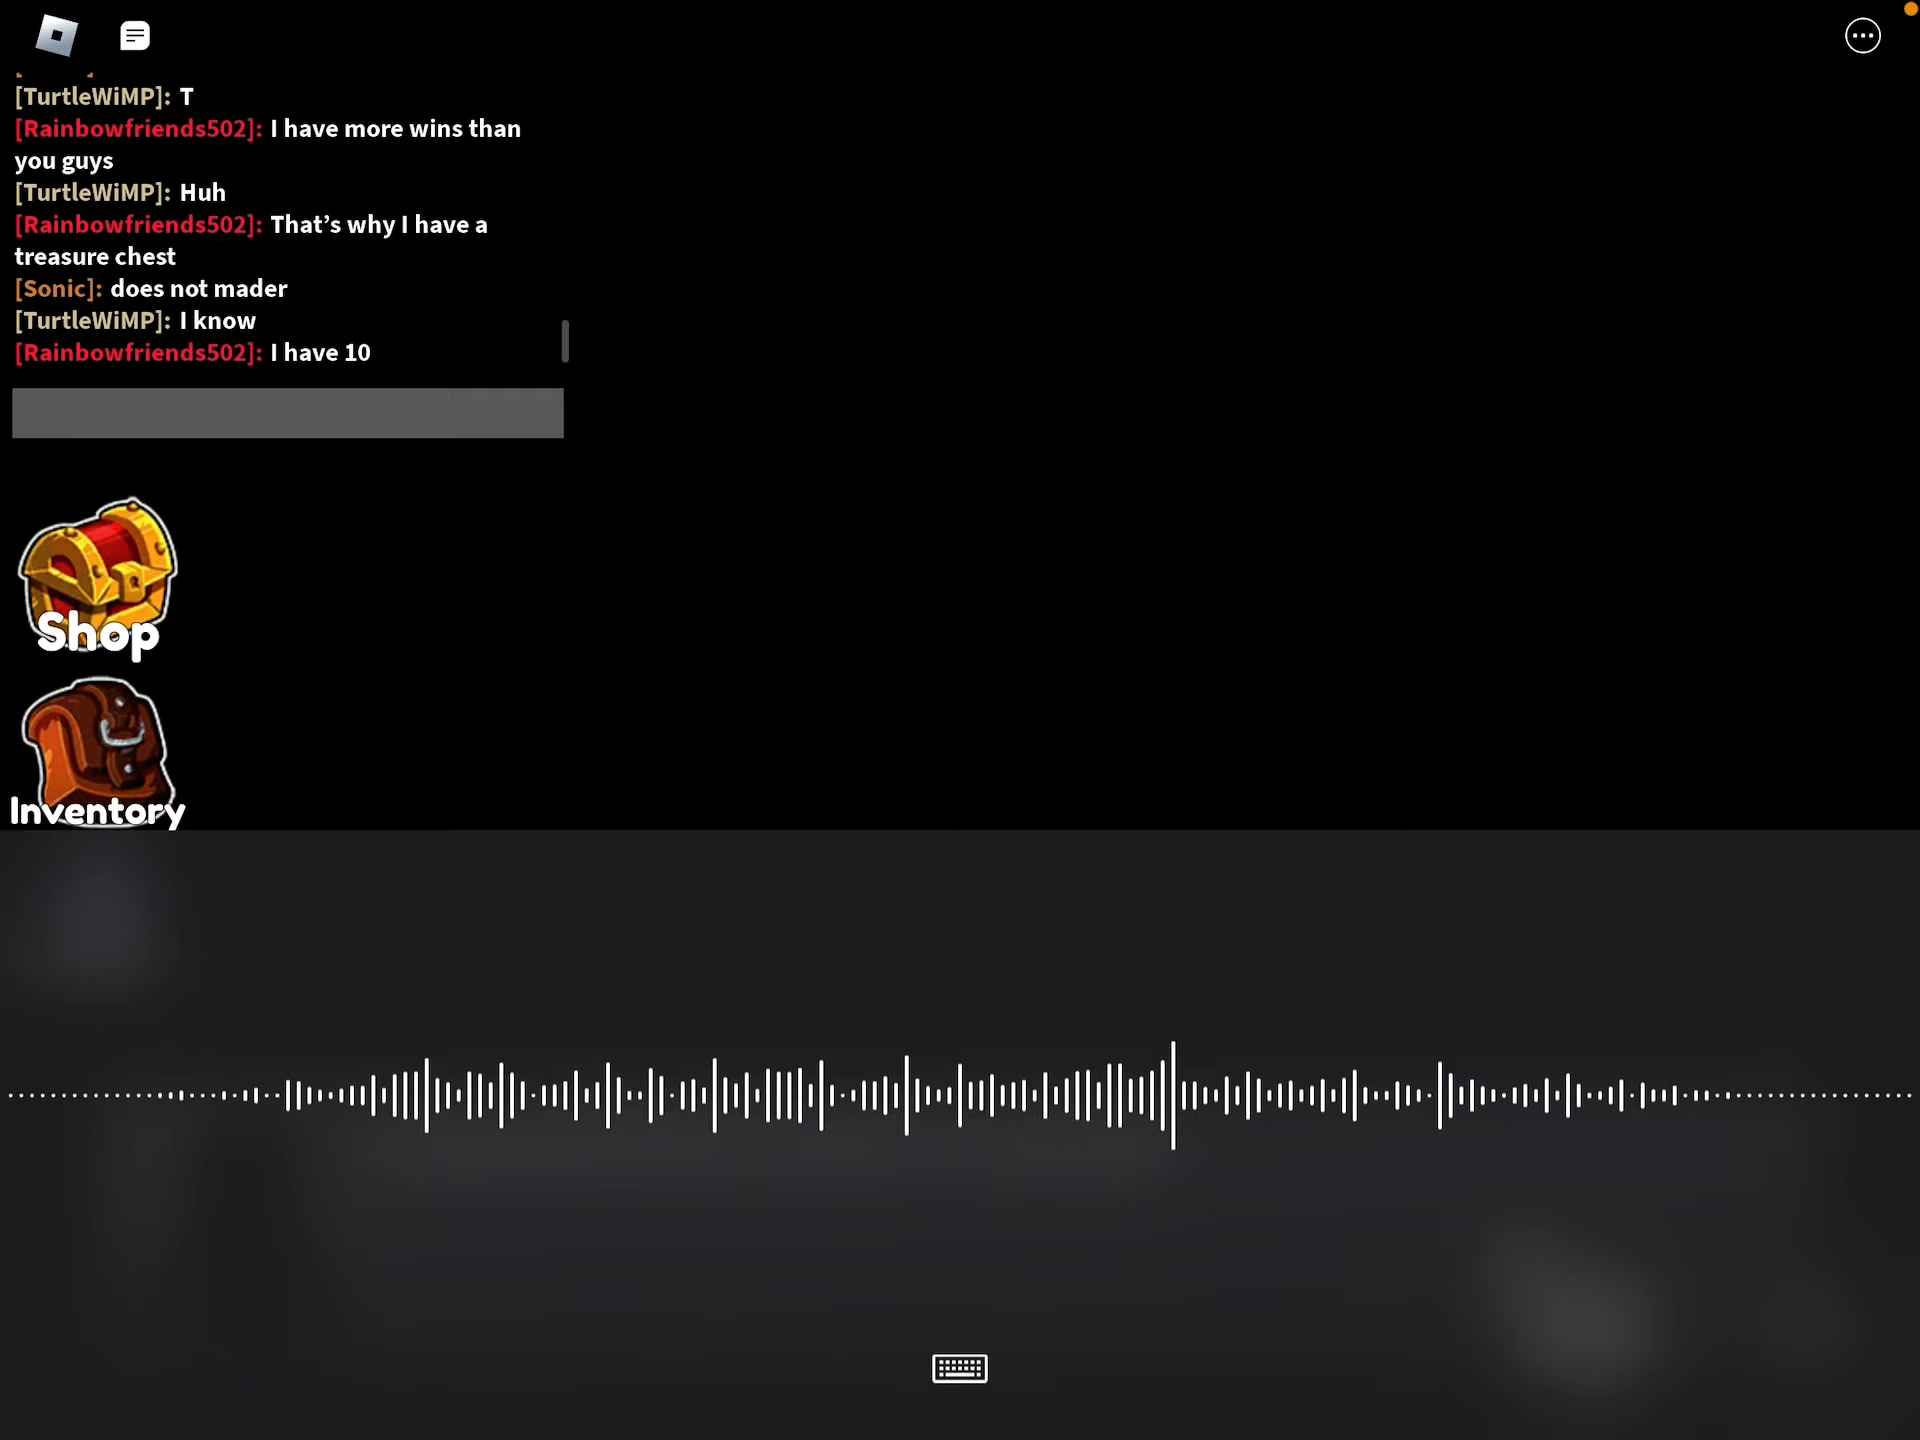 [TurtleWiMP]: T
[Rainbowfriends502]: I have more wins than
you guys
[TurtleWiMP]: Huh
[Rainbowfriends502]: That’s why I have a
treasure chest
[Sonic]: does not mader
[TurtleWiMP]: I know
[Rainbowfriends502]: I have 10
Shop
Inventory